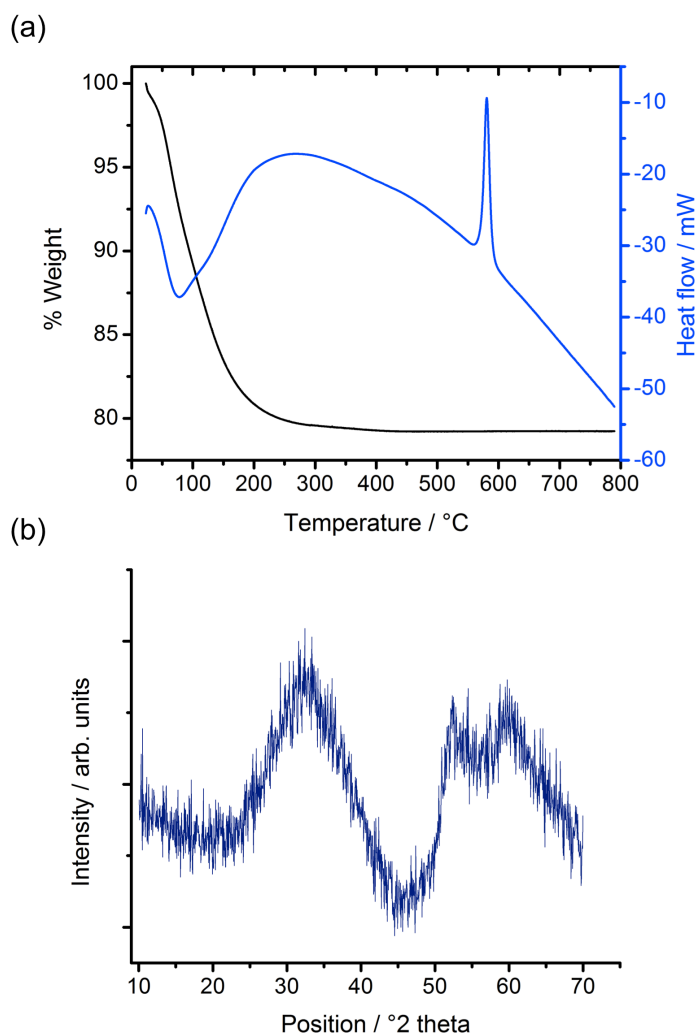 (a)
100
95
90
85
80
% Weight
-10
-20
-30
-40
-50
-60
Heat flow / mW
0 100 200 300 400 500 600 700 800
Temperature / °C
(b)
Intensity / arb. units
10 20 30 40 50 60 70
Position / °2 theta